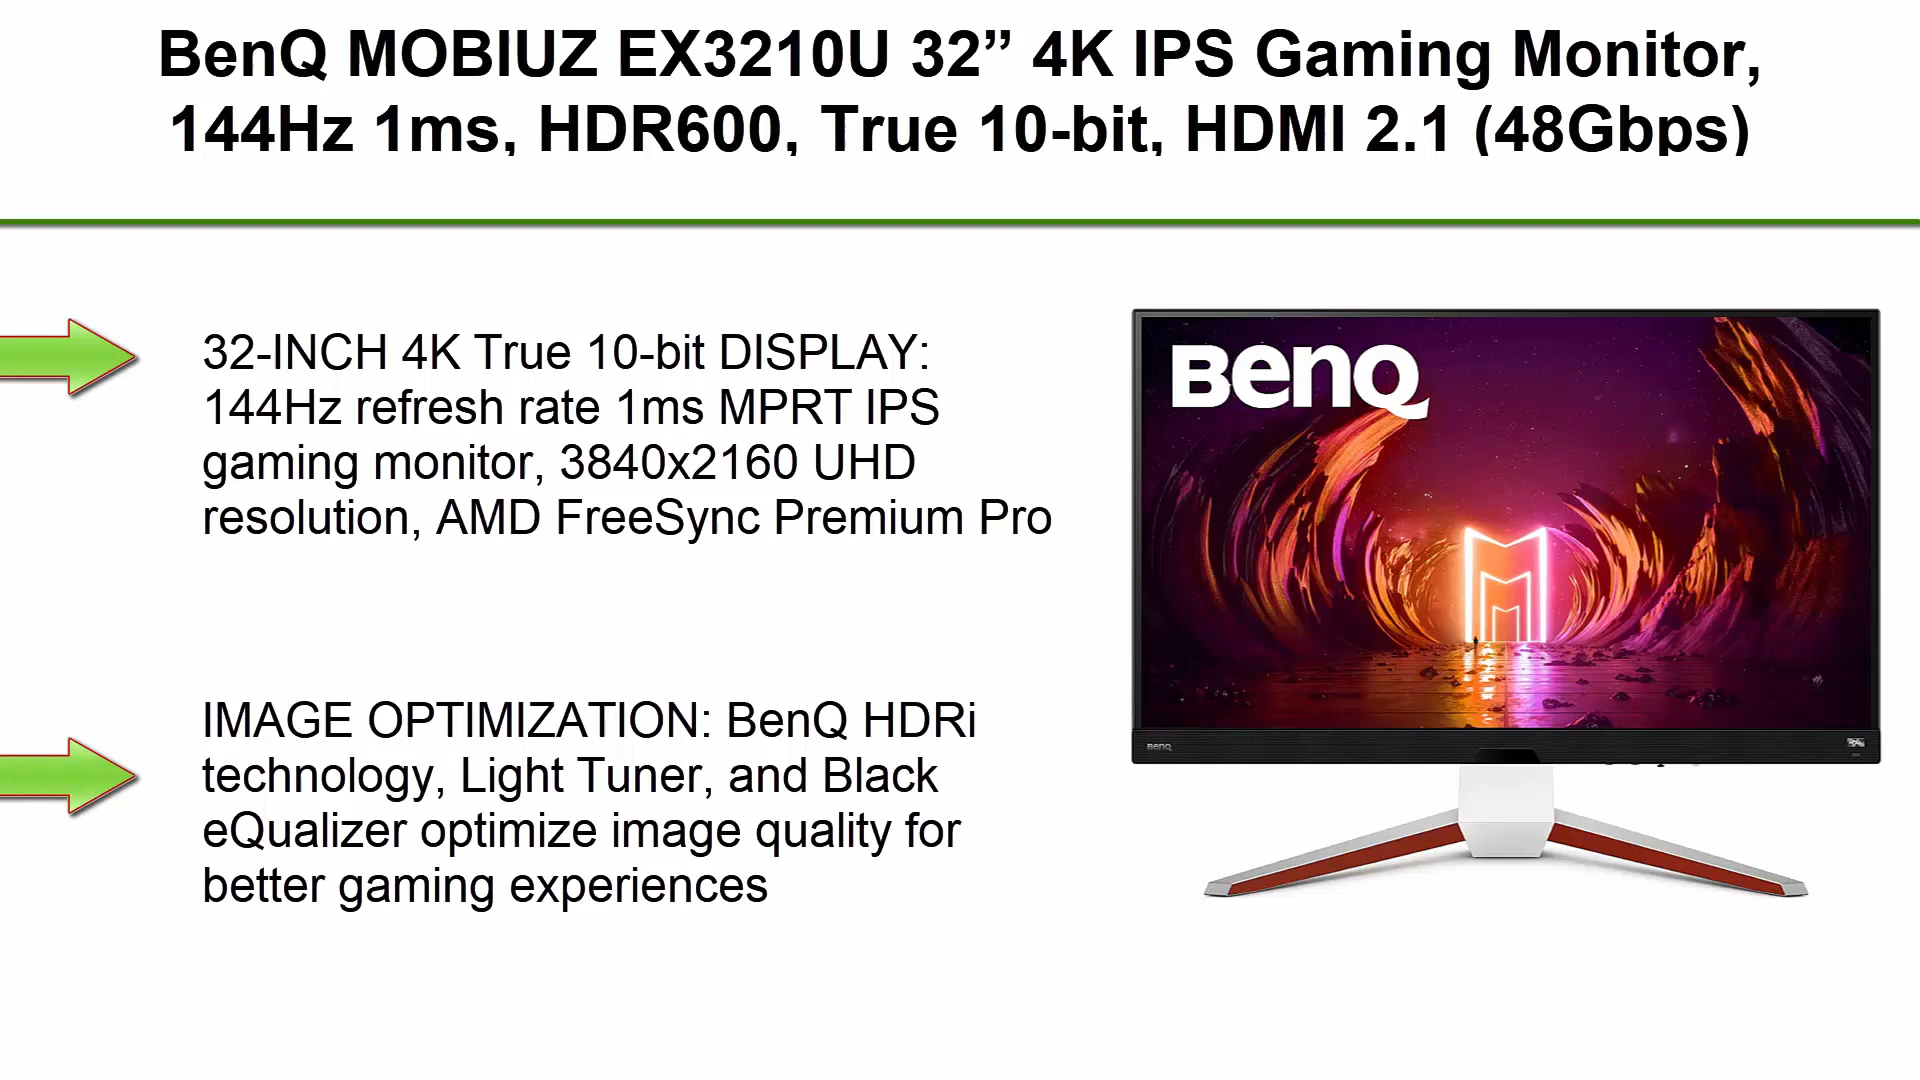 BenQ MOBIUZ EX3210U 32” 4K IPS Gaming Monitor,
144Hz 1ms, HDR600, True 10-bit, HDMI 2.1 (48Gbps)
32-INCH 4K True 10-bit DISPLAY:
144Hz refresh rate 1ms MPRT IPS
gaming monitor, 3840x2160 UHD
resolution, AMD FreeSync Premium Pro
IMAGE OPTIMIZATION: BenQ HDRi
technology, Light Tuner, and Black
eQualizer optimize image quality for
better gaming experiences
BenQ
BenQ